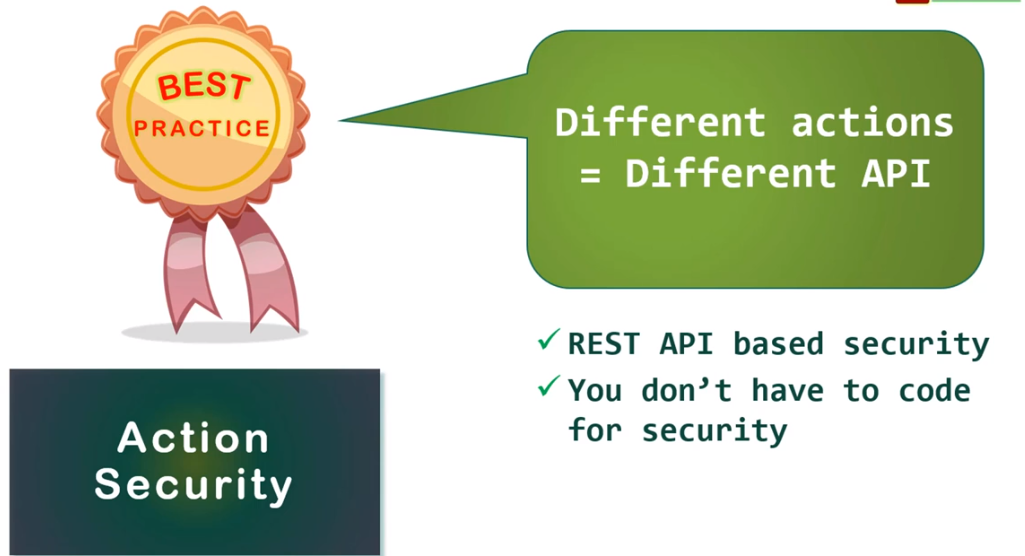 BEST
PRACTICE
Different actions
= Different API
✓ REST API based security
✓ You don’t have to code
for security
Action
Security